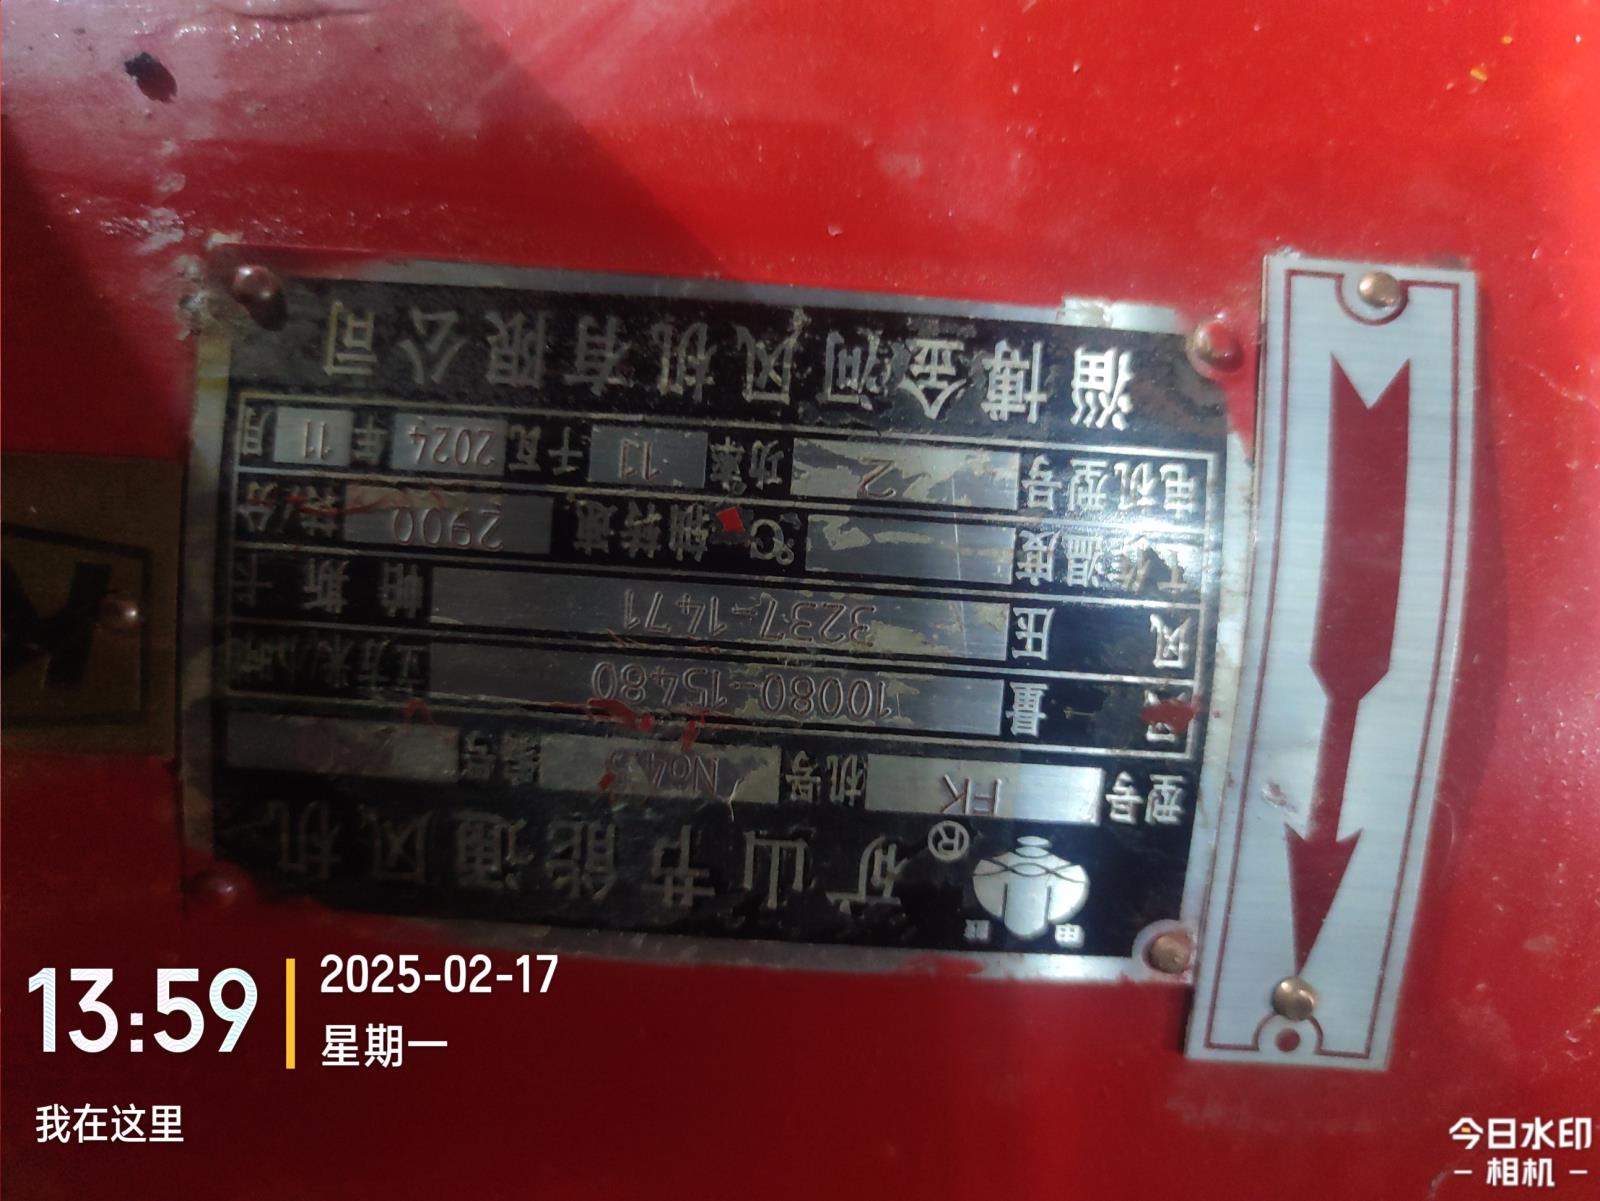 矿山节能通风机
®
型号 FK 机号 No4.5 编号
风量 10080-15480 立方米/小时
风压 3237-1471 帕斯卡
工作温度 ℃ 轴转速 2900 转/分
电机型号 2 功率 11 千瓦 2024 年 11 月
淄博金河风机有限公司
13:59
2025-02-17
星期一
我在这里
今日水印
-相机-